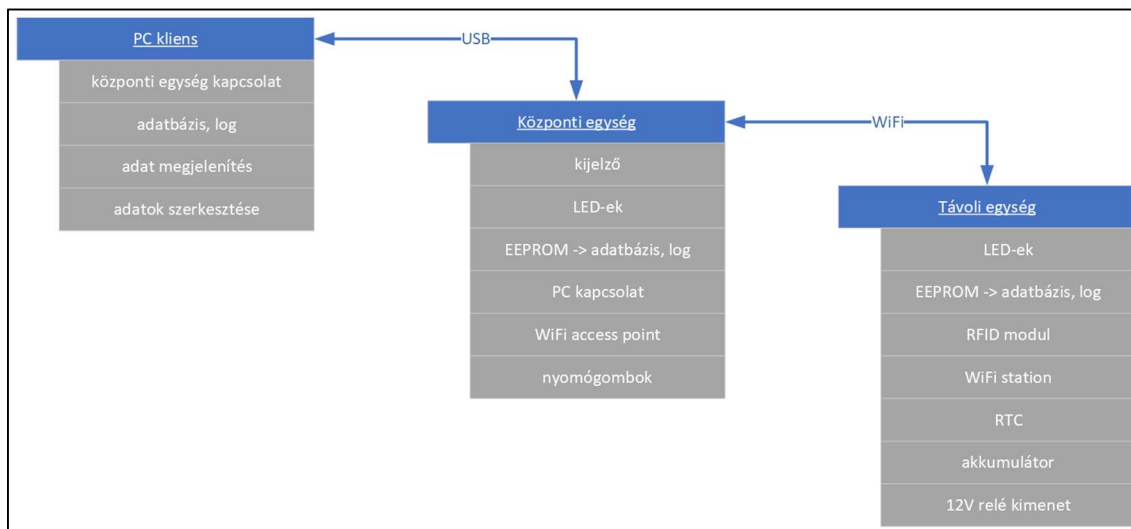 PC kliens
USB
központi egység kapcsolat
adatbázis, log
adat megjelenítés
adatok szerkesztése
Központi egység
WiFi
kijelző
LED-ek
EEPROM -> adatbázis, log
PC kapcsolat
WiFi access point
nyomógombok
Távoli egység
LED-ek
EEPROM -> adatbázis, log
RFID modul
WiFi station
RTC
akkumulátor
12V relé kimenet